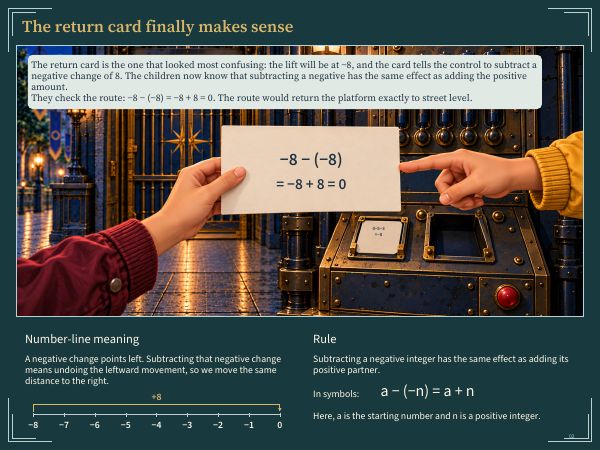 The return card finally makes sense
The return card is the one that looked most confusing: the lift will be at −8, and the card tells the control to subtract a
negative change of 8. The children now know that subtracting a negative has the same effect as adding the positive
amount.
They check the route: −8 − (−8) = −8 + 8 = 0. The route would return the platform exactly to street level.
−8 − (−8)
= −8 + 8 = 0
Number-line meaning
A negative change points left. Subtracting that negative change
means undoing the leftward movement, so we move the same
distance to the right.
+8
−8 −7 −6 −5 −4 −3 −2 −1 0
Rule
Subtracting a negative integer has the same effect as adding its
positive partner.
In symbols: a − (−n) = a + n
Here, a is the starting number and n is a positive integer.